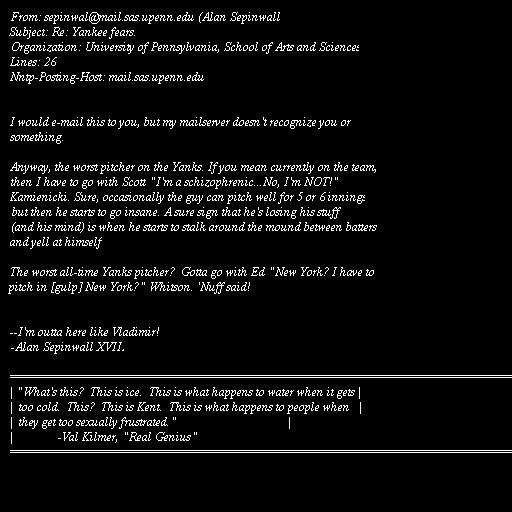 From: sepinwal@mail.sas.upenn.edu (Alan Sepinwall
Subject: Re: Yankee fears.
Organization: University of Pennsylvania, School of Arts and Sciences
Lines: 26
Nntp-Posting-Host: mail.sas.upenn.edu
I would e-mail this to you, but my mailserver doesn't recognize you or
something.
Anyway, the worst pitcher on the Yanks. If you mean currently on the team,
then I have to go with Scott "I'm a schizophrenic...No, I'm NOT!"
Kamienicki. Sure, occasionally the guy can pitch well for 5 or 6 innings
but then he starts to go insane. A sure sign that he's losing his stuff
(and his mind) is when he starts to stalk around the mound between batters
and yell at himself
The worst all-time Yanks pitcher? Gotta go with Ed "New York? I have to
pitch in [gulp] New York?" Whitson. 'Nuff said!
--I'm outta here like Vladimir!
-Alan Sepinwall XVII.
| "What's this? This is ice. This is what happens to water when it gets |
| too cold. This? This is Kent. This is what happens to people when |
| they get too sexually frustrated." |
| -Val Kilmer, "Real Genius"